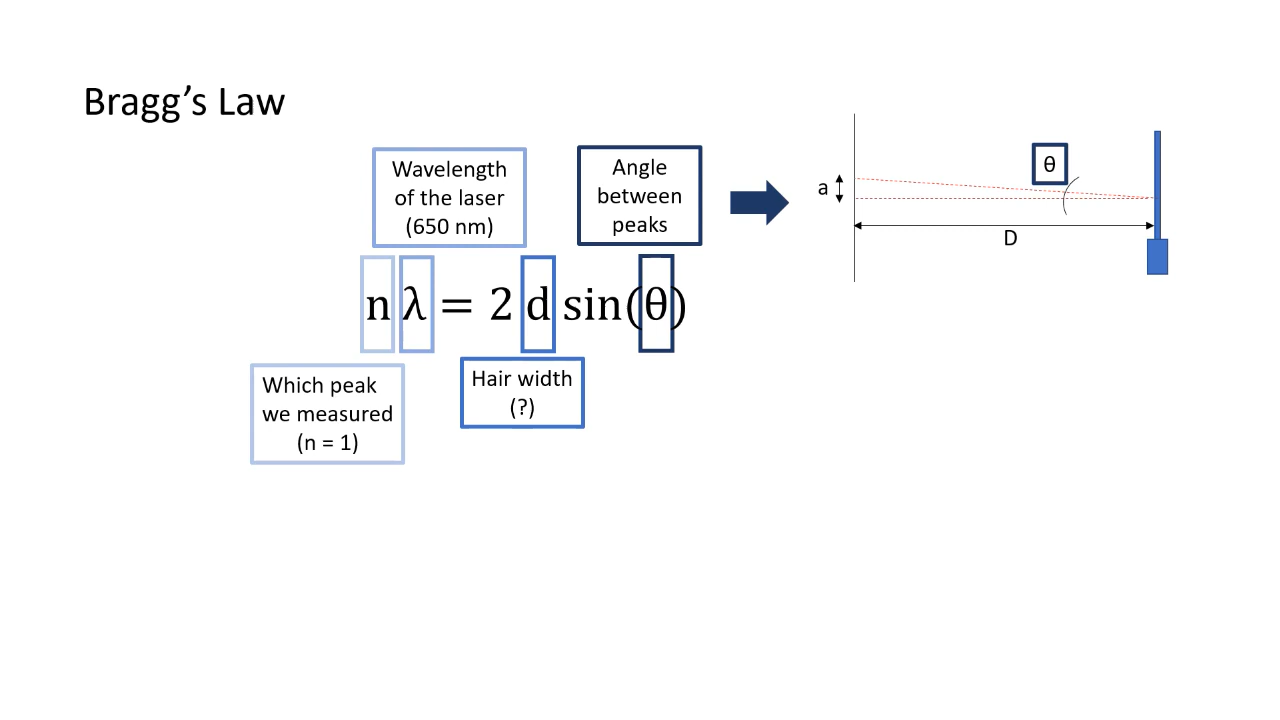 Bragg’s Law
Wavelength
of the laser
(650 nm)
Angle
between
peaks
θ
a
D
n λ = 2 d sin(θ)
Which peak
we measured
(n = 1)
Hair width
(?)